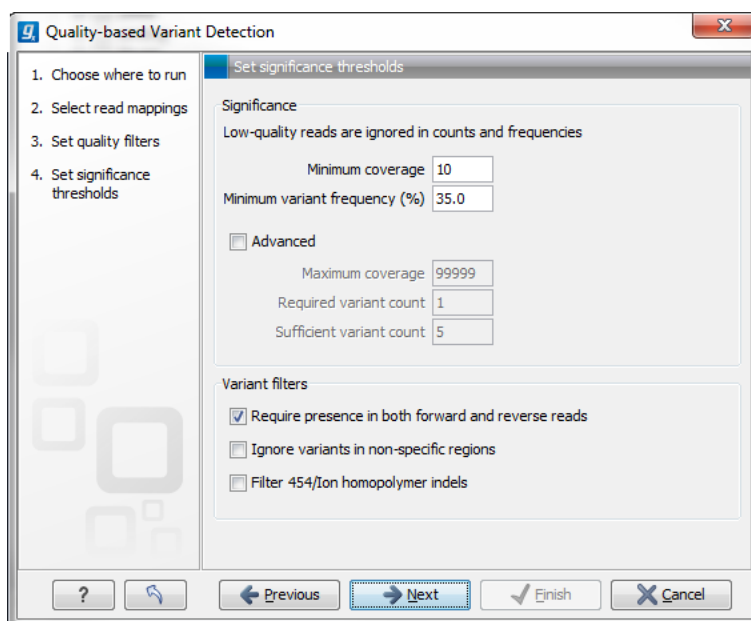 Quality-based Variant Detection
1. Choose where to run
2. Select read mappings
3. Set quality filters
4. Set significance
thresholds
Set significance thresholds
Significance
Low-quality reads are ignored in counts and frequencies
Minimum coverage 10
Minimum variant frequency (%) 35.0
Advanced
Maximum coverage 99999
Required variant count 1
Sufficient variant count 5
Variant filters
Require presence in both forward and reverse reads
Ignore variants in non-specific regions
Filter 454/Ion homopolymer indels
? Previous Next Finish Cancel